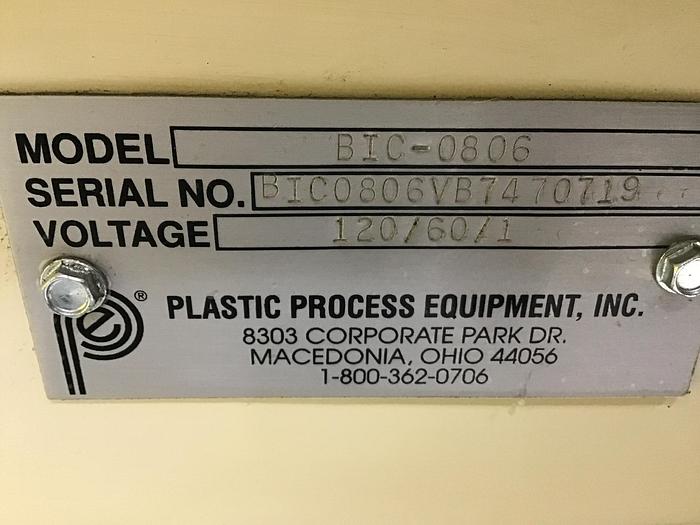 MODEL BIC-0806
SERIAL NO. BIC0806VB7470719
VOLTAGE 120/60/1
pe ®
PLASTIC PROCESS EQUIPMENT, INC.
8303 CORPORATE PARK DR.
MACEDONIA, OHIO 44056
1-800-362-0706